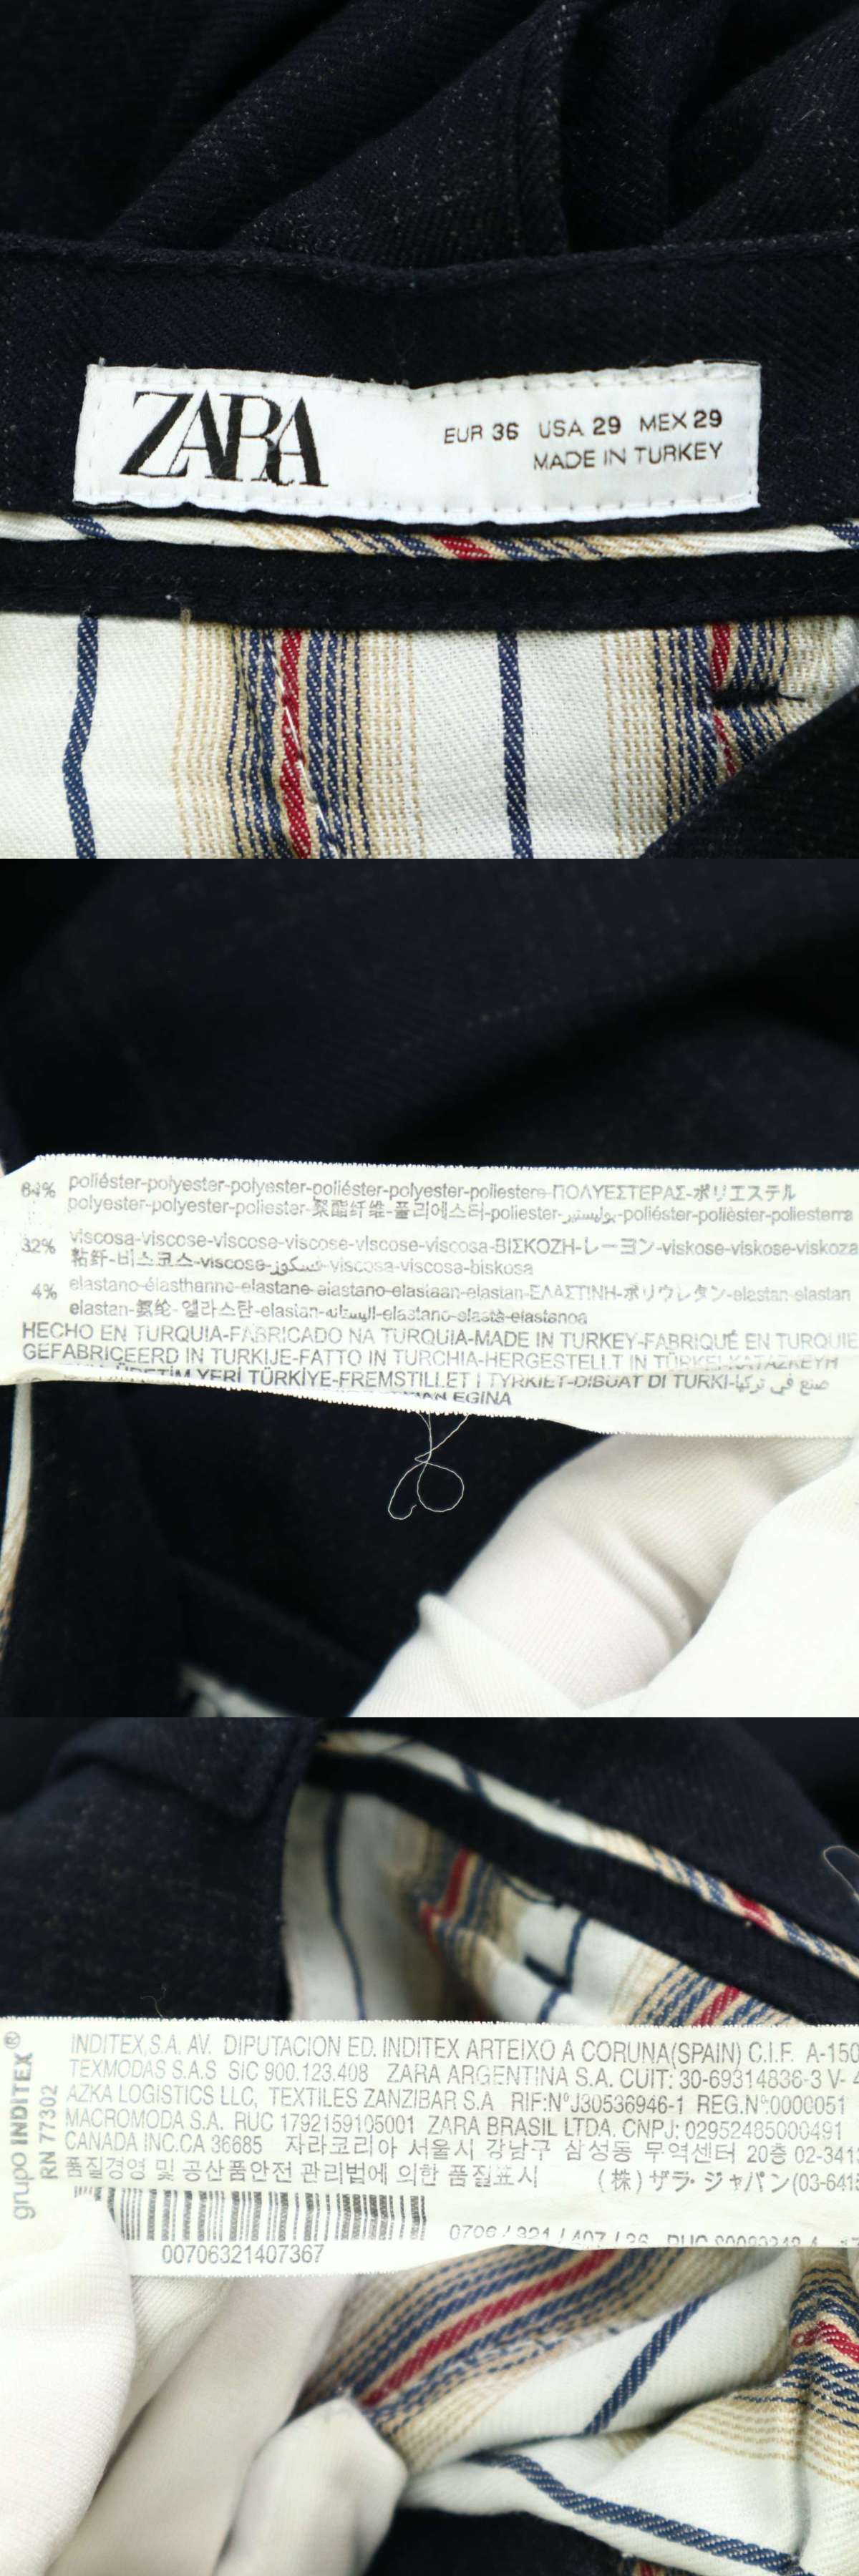 ZARA
EUR 36 USA 29 MEX 29
MADE IN TURKEY
64% poliéster-polyester-polyester-poliéster-polyester-poliestere-ΠΟΛΥΕΣΤΕΡΑΣ-ポリエステル
polyester-polyester-poliester-聚酯纤维-폴리에스터-poliester-بوليستير-poliéster-polièster-poliesterra
32% viscosa-viscose-viscose-viscose-viscose-viscosa-ΒΙΣΚΟΖΗ-レーヨン-viskose-viskose-viskoza
粘纤-비스코스-viscose-فسكوز-viscosa-viscosa-biskosa
4% elastano-élasthanne-elastane-elastano-elastaan-elastan-ΕΛΑΣΤΙΝΗ-ポリウレタン-elastan-elastan
elastan-氨纶-엘라스탄-elastan-اليستانه-elastano-elastà-elastanoa
HECHO EN TURQUIA-FABRICADO NA TURQUIA-MADE IN TURKEY-FABRIQUÉ EN TURQUIE
GEFABRICEERD IN TURKIJE-FATTO IN TURCHIA-HERGESTELLT IN TÜRKEI-
ÜRETİM YERİ TÜRKİYE-FREMSTILLET I TYRKIET-DIBUAT DI TURKI-صنع في تركيا
EGINA
grupo INDITEX®
RN 77302
INDITEX,S.A. AV. DIPUTACION ED. INDITEX ARTEIXO A CORUNA(SPAIN) C.I.F. A-150
TEXMODAS S.A.S SIC 900.123.408 ZARA ARGENTINA S.A. CUIT: 30-69314836-3 V- 4
AZKA LOGISTICS LLC, TEXTILES ZANZIBAR S.A RIF:NºJ30536946-1 REG.Nº:0000051
MACROMODA S.A. RUC 1792159105001 ZARA BRASIL LTDA. CNPJ: 02952485000491
CANADA INC.CA 36685 자라코리아 서울시 강남구 삼성동 무역센터 20층 02-3413
품질경영 및 공산품안전 관리법에 의한 품질표시 (株) ザラ・ジャパン(03-6415
00706321407367